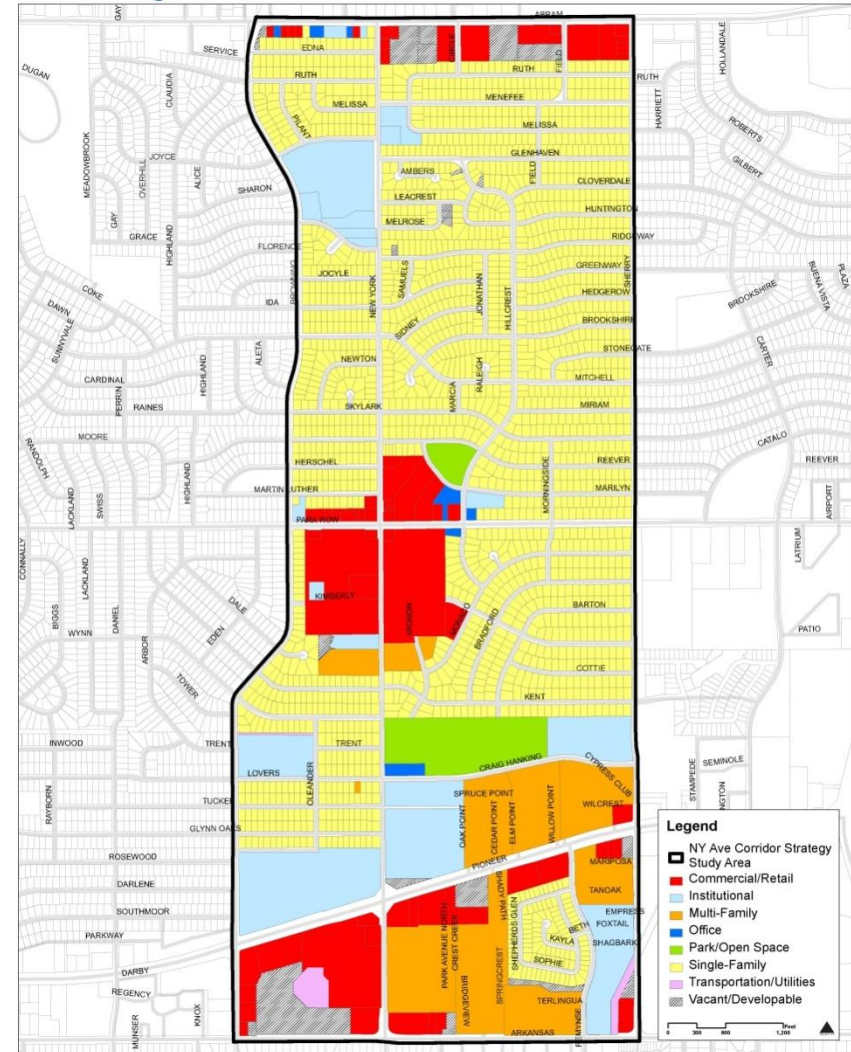 ABRAM
GAY
SERVICE
EDNA
HOLLANDALE
DUGAN
CLAUDIA
RUTH
FIELD
RUTH
RUTH
MENEFEE
MELISSA
HARRIETT
MEADOWBROOK
PILANT
MELISSA
ROBERTS
JOYCE
OVERHILL
ALICE
GLENHAVEN
GILBERT
AMBERS
FIELD
CLOVERDALE
SHARON
LEACREST
HUNTINGTON
GAY
MELROSE
GRACE
HIGHLAND
FLORENCE
RIDGEWAY
JOCYLE
SAMUELS
GREENWAY
SHERRY
PLAZA
BUENA VISTA
COKE
BROWNING
NEW YORK
JONATHAN
HEDGEROW
BROOKSHIRE
DAWN
IDA
HILLCREST
SIDNEY
BROOKSHIRE
SUNNYVALE
ALETA
NEWTON
STONEGATE
CARTER
CARDINAL
PERRIN
HIGHLAND
RALEIGH
MITCHELL
RAINES
SKYLARK
MARCIA
MIRIAM
MOORE
CATALO
RANDOLPH
HERSCHEL
REEVER
REEVER
LACKLAND
SWISS
HIGHLAND
MARTIN LUTHER
MORNINGSIDE
MARILYN
AIRPORT
PARK ROW
CONNALLY
LATRIUM
LACKLAND
KIMBERLY
BIGGS
DANIEL
DALE
BARTON
WYNN
EDEN
BRADFORD
PATIO
ARBOR
COTTIE
TOWER
KENT
INWOOD
TRENT
TRENT
SEMINOLE
LOVERS
CRAIG HANKING
CYPRESS CLUB
STAMPEDE
RAYBORN
OLEANDER
SPRUCE POINT
TUCKER
WILCREST
OAK POINT
CEDAR POINT
ELM POINT
WILLOW POINT
GLYNN OAKS
ROSEWOOD
PIONEER
MARIPOSA
DARLENE
SHADY PATH
TANOAK
SOUTHMOOR
EMPRESS
FOXTAIL
BETH
PARKWAY
PARK AVENUE NORTH
CREST CREEK
SHEPHERDS GLEN
KAYLA
SHAGBARK
SOPHIE
DARBY
REGENCY
BRIDGEVIEW
SPRINGCREST
TERLINGUA
KNOX
MUNSER
ARKANSAS
Legend
NY Ave Corridor Strategy
Study Area
Commercial/Retail
Institutional
Multi-Family
Office
Park/Open Space
Single-Family
Transportation/Utilities
Vacant/Developable
Feet
0 300 600 1,200